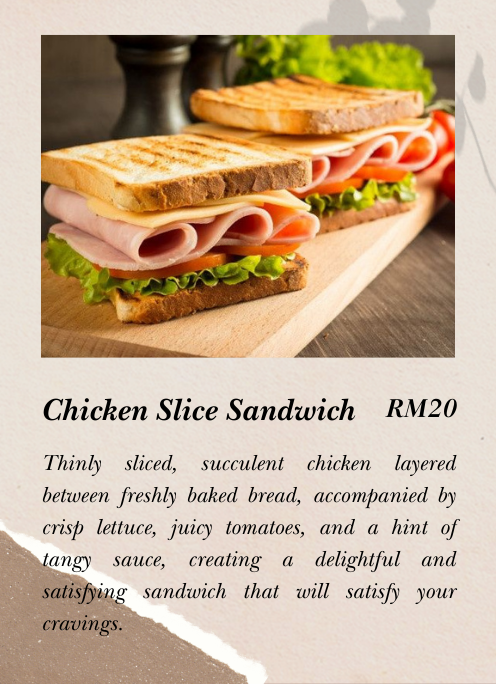 Chicken Slice Sandwich RM20
Thinly sliced, succulent chicken layered
between freshly baked bread, accompanied by
crisp lettuce, juicy tomatoes, and a hint of
tangy sauce, creating a delightful and
satisfying sandwich that will satisfy your
cravings.